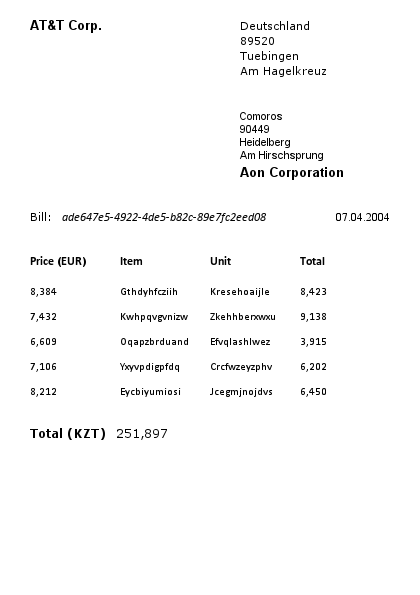 AT&T Corp.
Deutschland
89520
Tuebingen
Am Hagelkreuz
Comoros
90449
Heidelberg
Am Hirschsprung
Aon Corporation
Bill: ade647e5-4922-4de5-b82c-89e7fc2eed08 07.04.2004
Price (EUR) Item Unit Total
8,384 Gthdyhfcziih Kresehoaijle 8,423
7,432 Kwhpqvgvnizw Zkehhberxwxu 9,138
6,609 Oqapzbrduand Efvqlashlwez 3,915
7,106 Yxyvpdigpfdq Crcfwzeyzphv 6,202
8,212 Eycbiyumiosi Jcegmjnojdvs 6,450
Total (KZT) 251,897